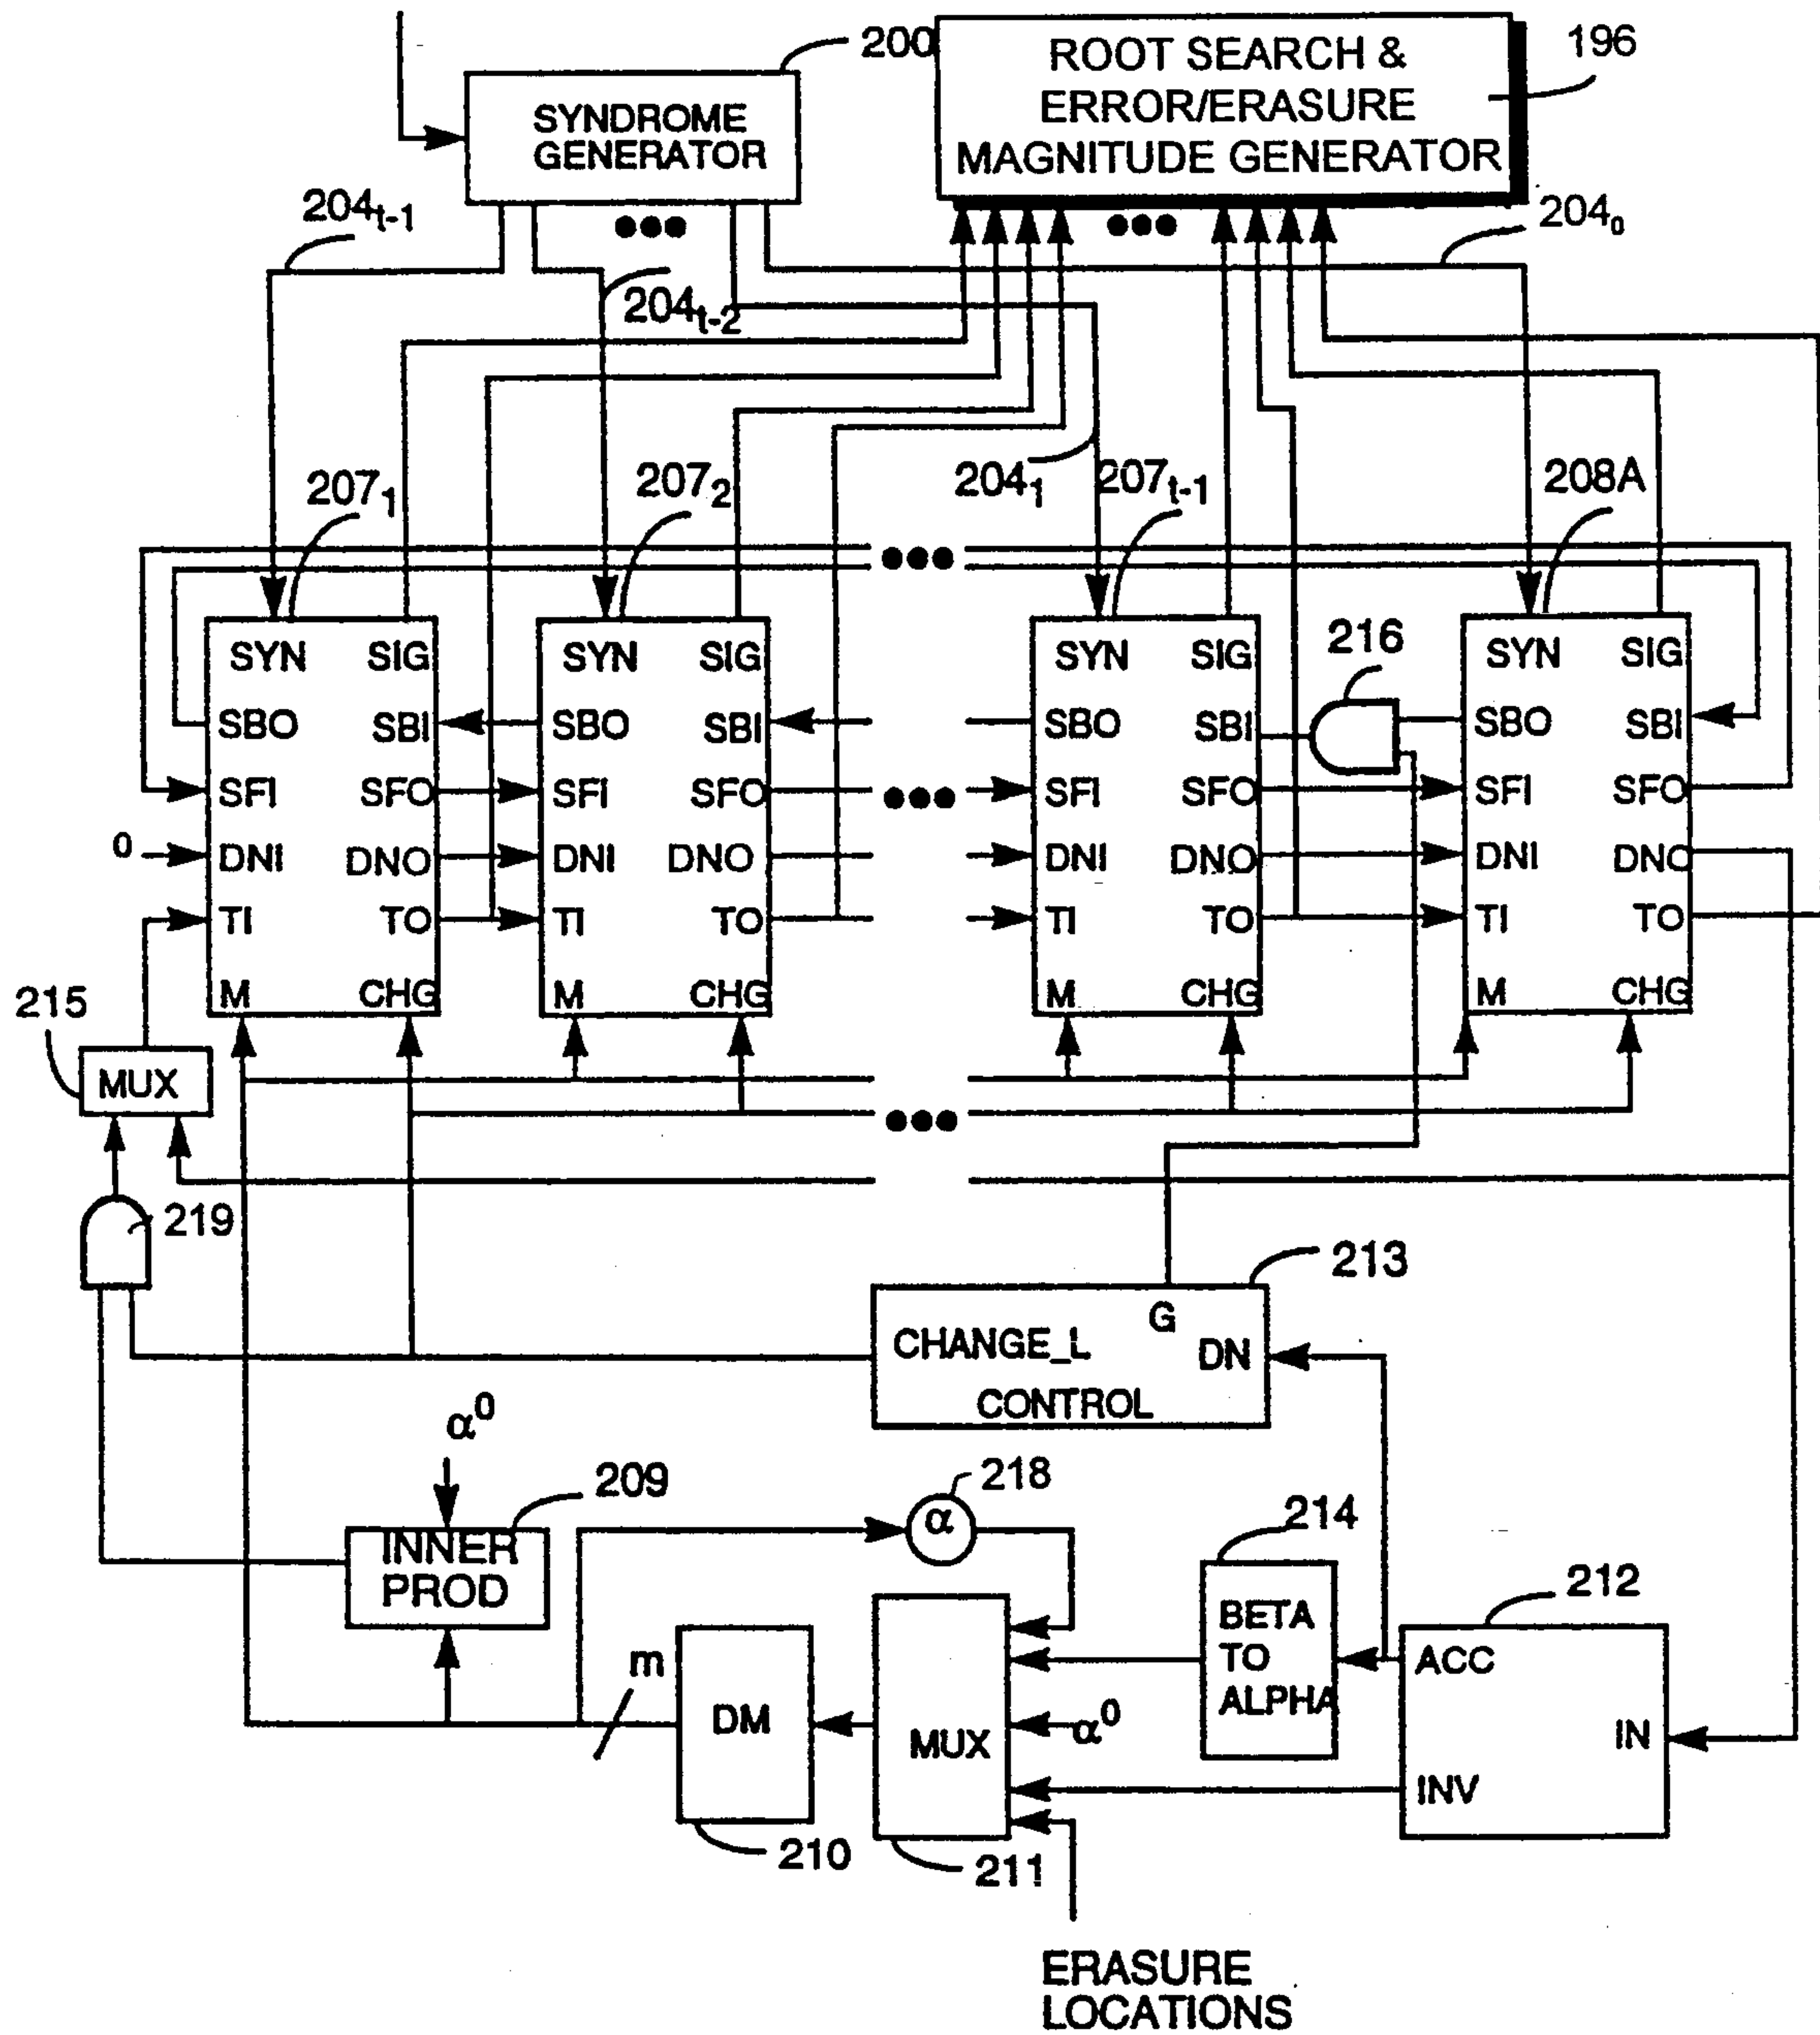 200
SYNDROME
GENERATOR
ROOT SEARCH &
ERROR/ERASURE
MAGNITUDE GENERATOR
196
204t-1
204t-2
2040
2041
2071
2072
207t-1
208A
SYN SIG
SBO SBI
SFI SFO
DNI DNO
TI TO
M CHG
SYN SIG
SBO SBI
SFI SFO
DNI DNO
TI TO
M CHG
SYN SIG
SBO SBI
SFI SFO
DNI DNO
TI TO
M CHG
216
SYN SIG
SBO SBI
SFI SFO
DNI DNO
TI TO
M CHG
0
215
MUX
219
213
G
CHANGE_L DN
CONTROL
α0
209
INNER
PROD
218
α
214
BETA
TO
ALPHA
212
ACC
IN
INV
m
DM
210
MUX
α0
211
ERASURE
LOCATIONS